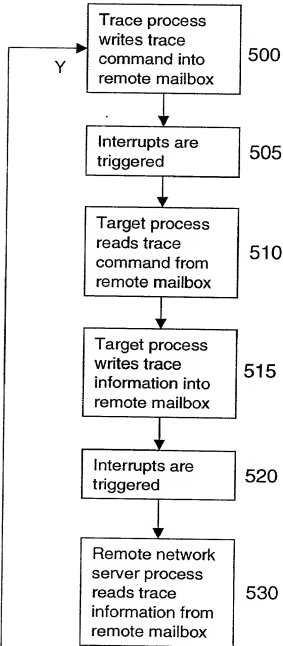 Trace process
writes trace
command into
remote mailbox
500
Y
Interrupts are
triggered
505
Target process
reads trace
command from
remote mailbox
510
Target process
writes trace
information into
remote mailbox
515
Interrupts are
triggered
520
Remote network
server process
reads trace
information from
remote mailbox
530